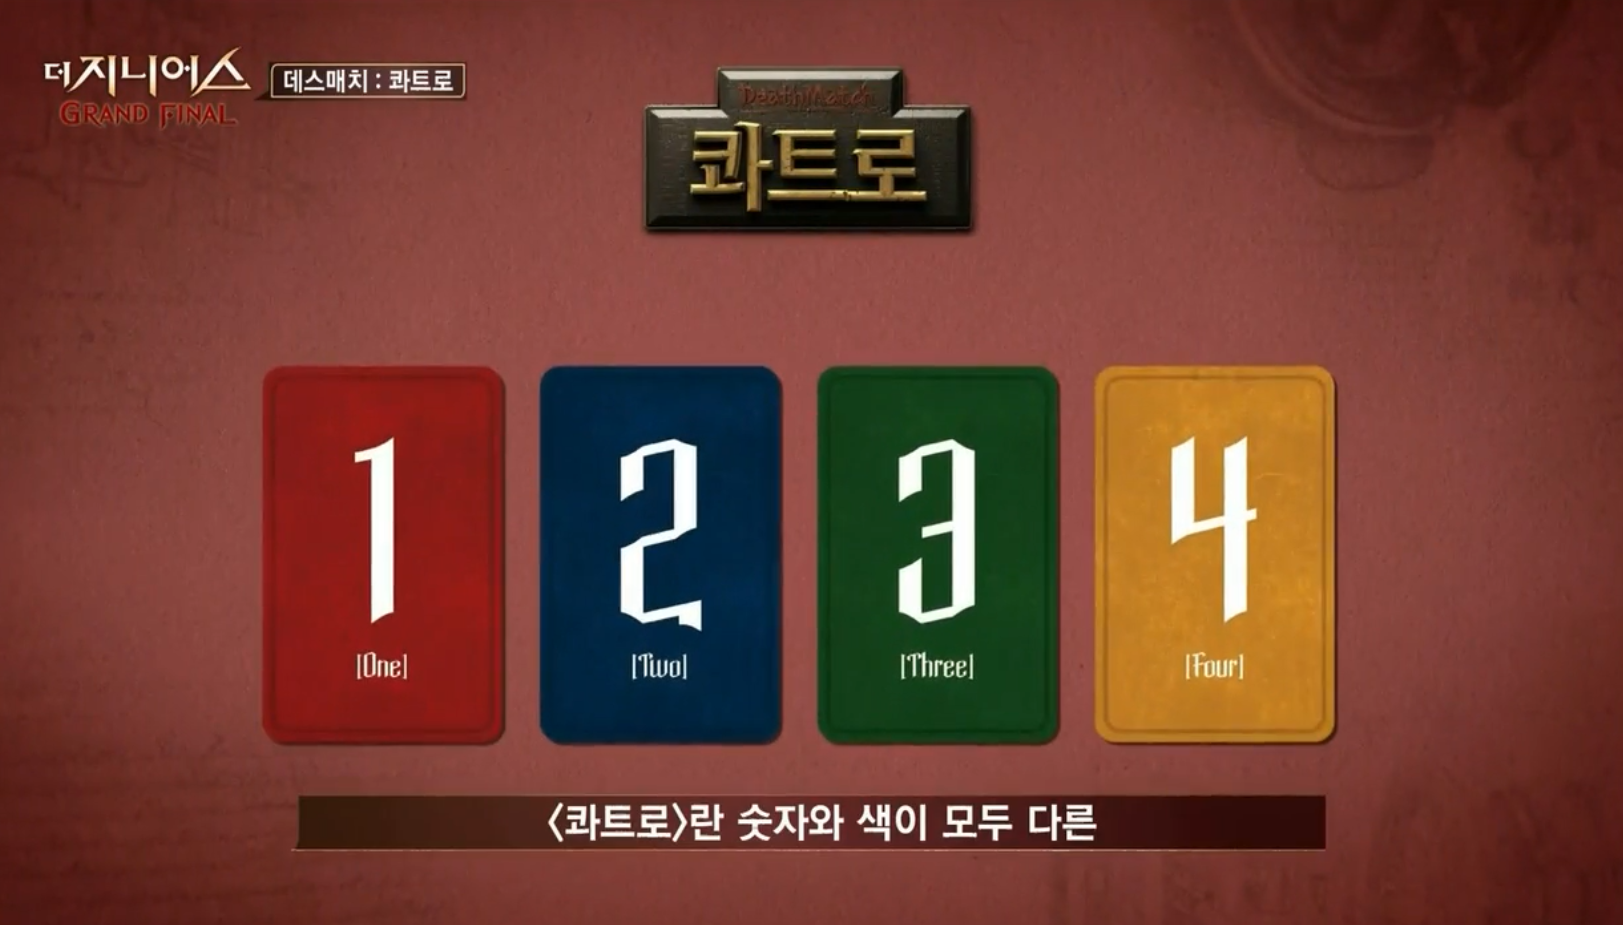 더 지니어스
GRAND FINAL
데스매치 : 콰트로
DeathMatch
콰트로
1
[One]
2
[Two]
3
[Three]
4
[Four]
<콰트로>란 숫자와 색이 모두 다른